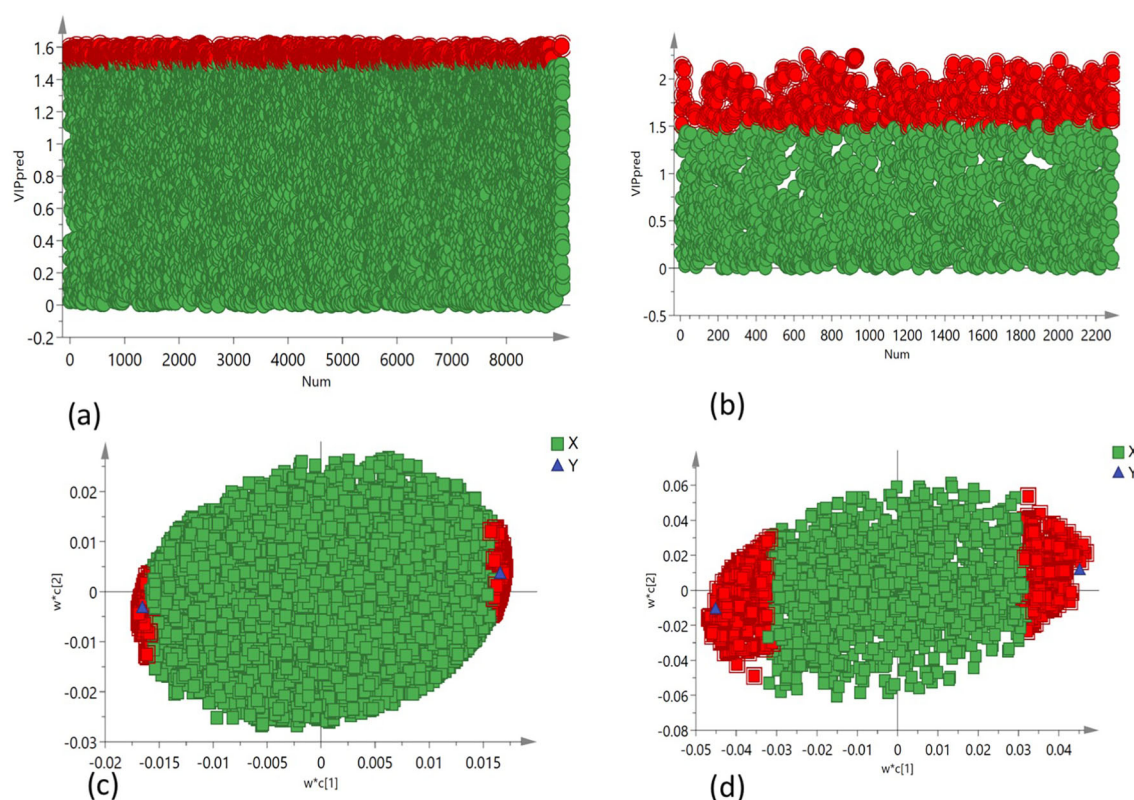 VIPpred
1.6
1.4
1.2
1
0.8
0.6
0.4
0.2
0
-0.2
0 1000 2000 3000 4000 5000 6000 7000 8000
Num
(a)
VIPpred
2
1.5
1
0.5
0
-0.5
0 200 400 600 800 1000 1200 1400 1600 1800 2000 2200
Num
(b)
X
Y
w*c[2]
0.02
0.01
0
-0.01
-0.02
-0.03
-0.02 -0.015 -0.01 -0.005 0 0.005 0.01 0.015
w*c[1]
(c)
X
Y
w*c[2]
0.06
0.04
0.02
0
-0.02
-0.04
-0.06
-0.08
-0.05 -0.04 -0.03 -0.02 -0.01 0 0.01 0.02 0.03 0.04
w*c[1]
(d)